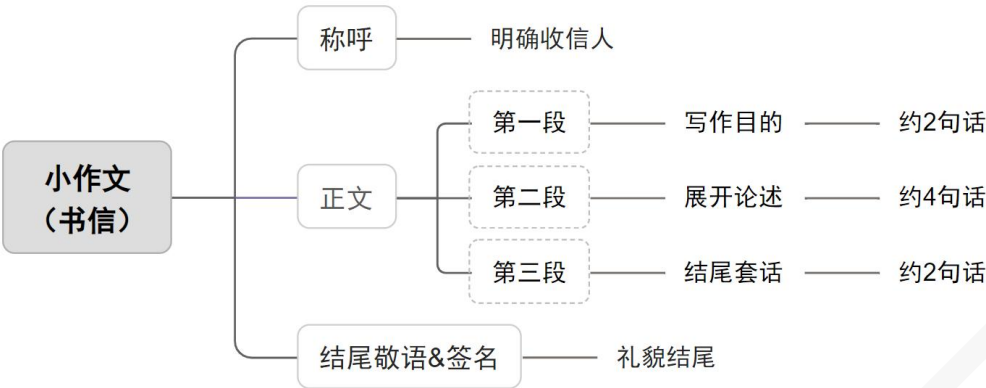 小作文
（书信）
称呼
明确收信人
正文
第一段
写作目的
约2句话
第二段
展开论述
约4句话
第三段
结尾套话
约2句话
结尾敬语&签名
礼貌结尾